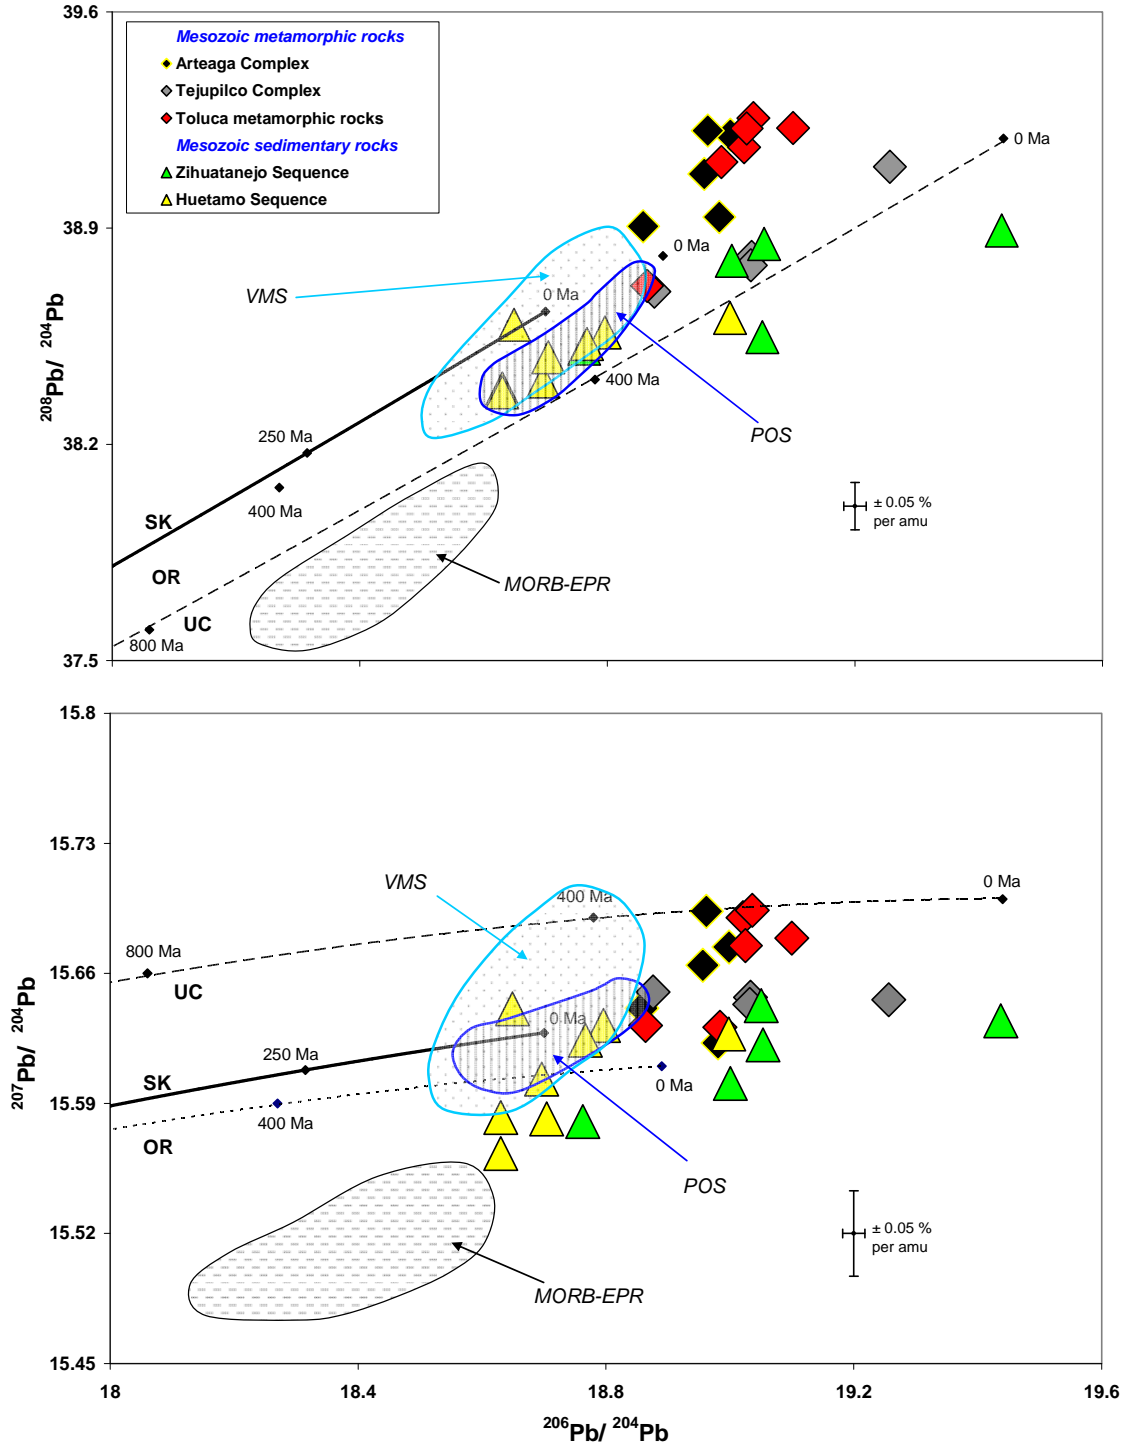 39.6
Mesozoic metamorphic rocks
Arteaga Complex
Tejupilco Complex
Toluca metamorphic rocks
Mesozoic sedimentary rocks
Zihuatanejo Sequence
Huetamo Sequence
0 Ma
38.9
0 Ma
VMS
0 Ma
400 Ma
208Pb/ 204Pb
250 Ma
POS
38.2
400 Ma
SK
± 0.05 %
per amu
OR
MORB-EPR
UC
800 Ma
37.5
15.8
15.73
VMS
0 Ma
400 Ma
800 Ma
15.66
UC
0 Ma
250 Ma
SK
0 Ma
207Pb/ 204Pb
15.59
400 Ma
OR
POS
15.52
± 0.05 %
per amu
MORB-EPR
15.45
18
18.4
18.8
19.2
19.6
206Pb/ 204Pb